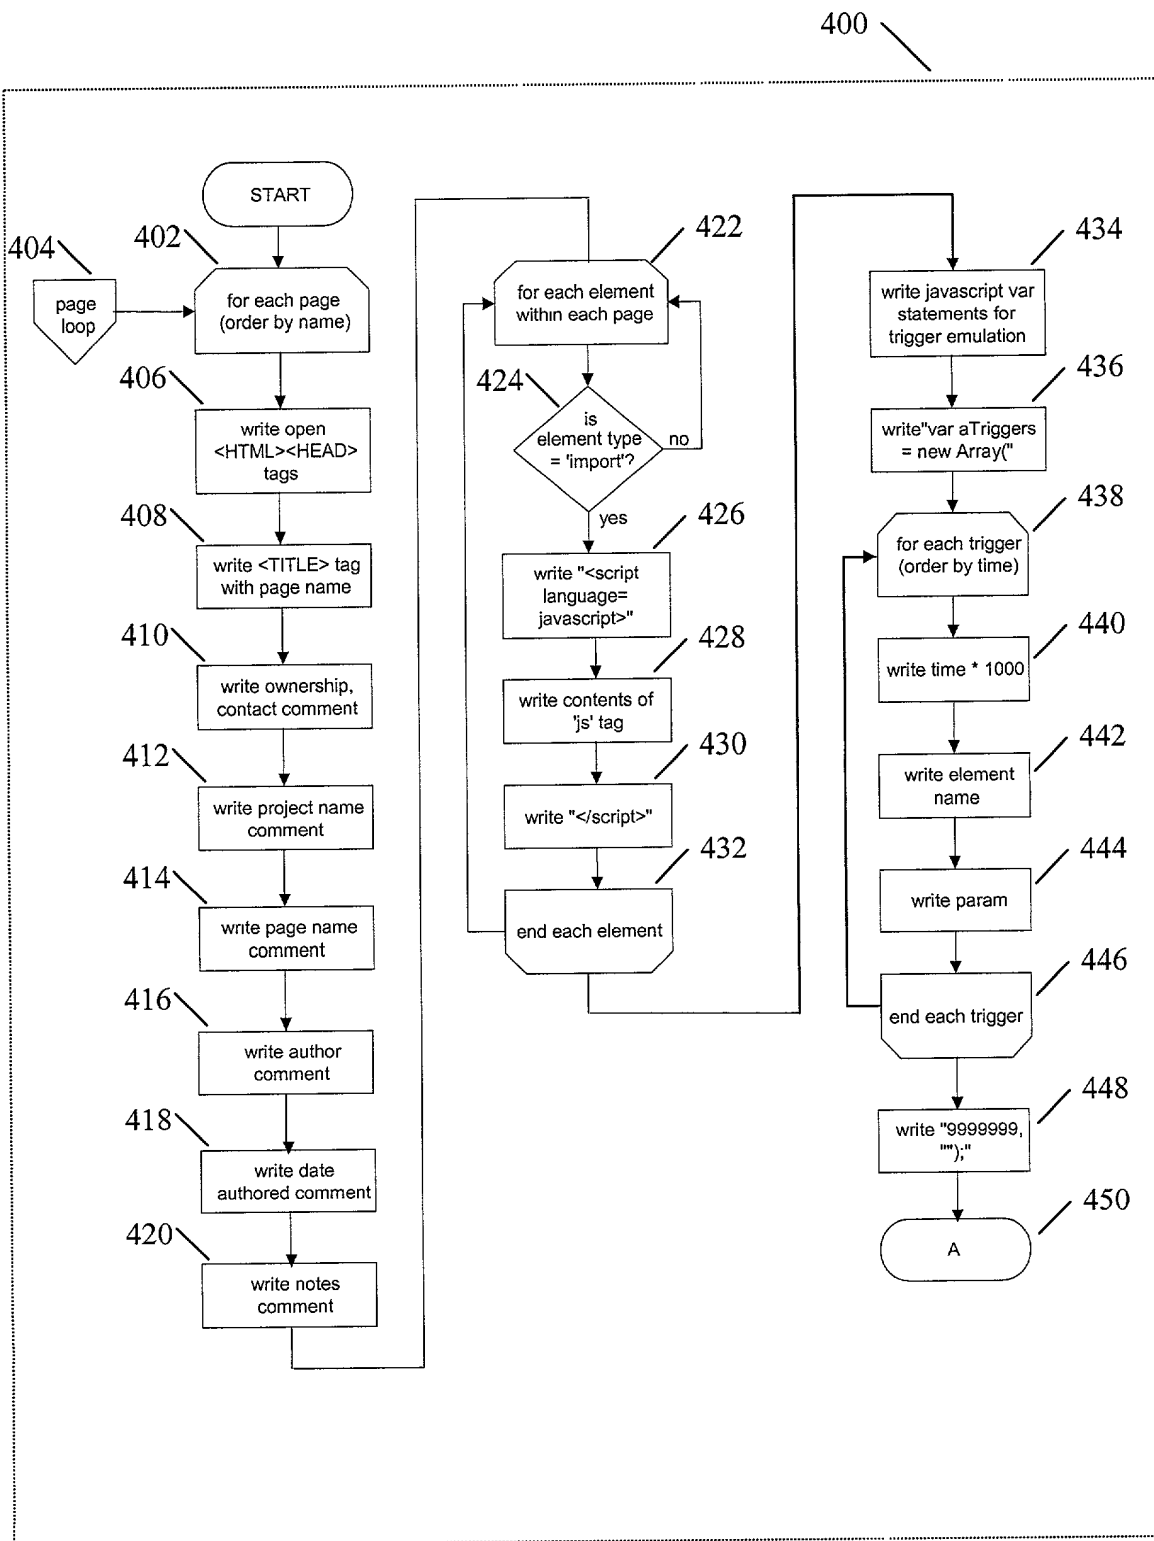 400
START
404
page
loop
402
for each page
(order by name)
406
write open
<HTML><HEAD>
tags
408
write <TITLE> tag
with page name
410
write ownership,
contact comment
412
write project name
comment
414
write page name
comment
416
write author
comment
418
write date
authored comment
420
write notes
comment
422
for each element
within each page
424
is
element type
= 'import'?
no
yes
426
write "<script
language=
javascript>"
428
write contents of
'js' tag
430
write "</script>"
432
end each element
434
write javascript var
statements for
trigger emulation
436
write"var aTriggers
= new Array("
438
for each trigger
(order by time)
440
write time * 1000
442
write element
name
444
write param
446
end each trigger
448
write "9999999,
"");"
450
A